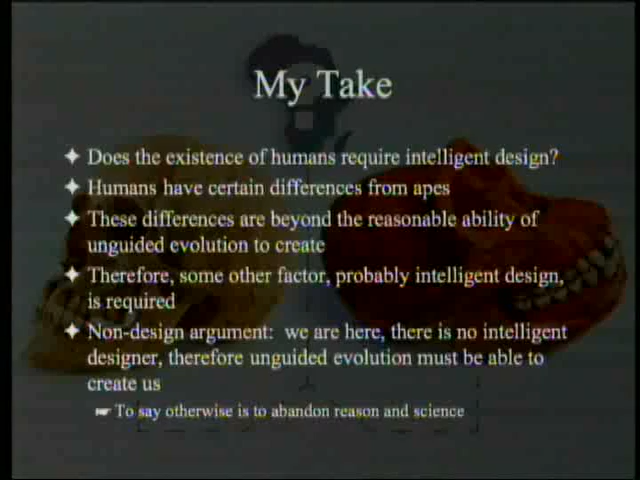 My Take
Does the existence of humans require intelligent design?
Humans have certain differences from apes
These differences are beyond the reasonable ability of
unguided evolution to create
Therefore, some other factor, probably intelligent design,
is required
Non-design argument: we are here, there is no intelligent
designer, therefore unguided evolution must be able to
create us
To say otherwise is to abandon reason and science